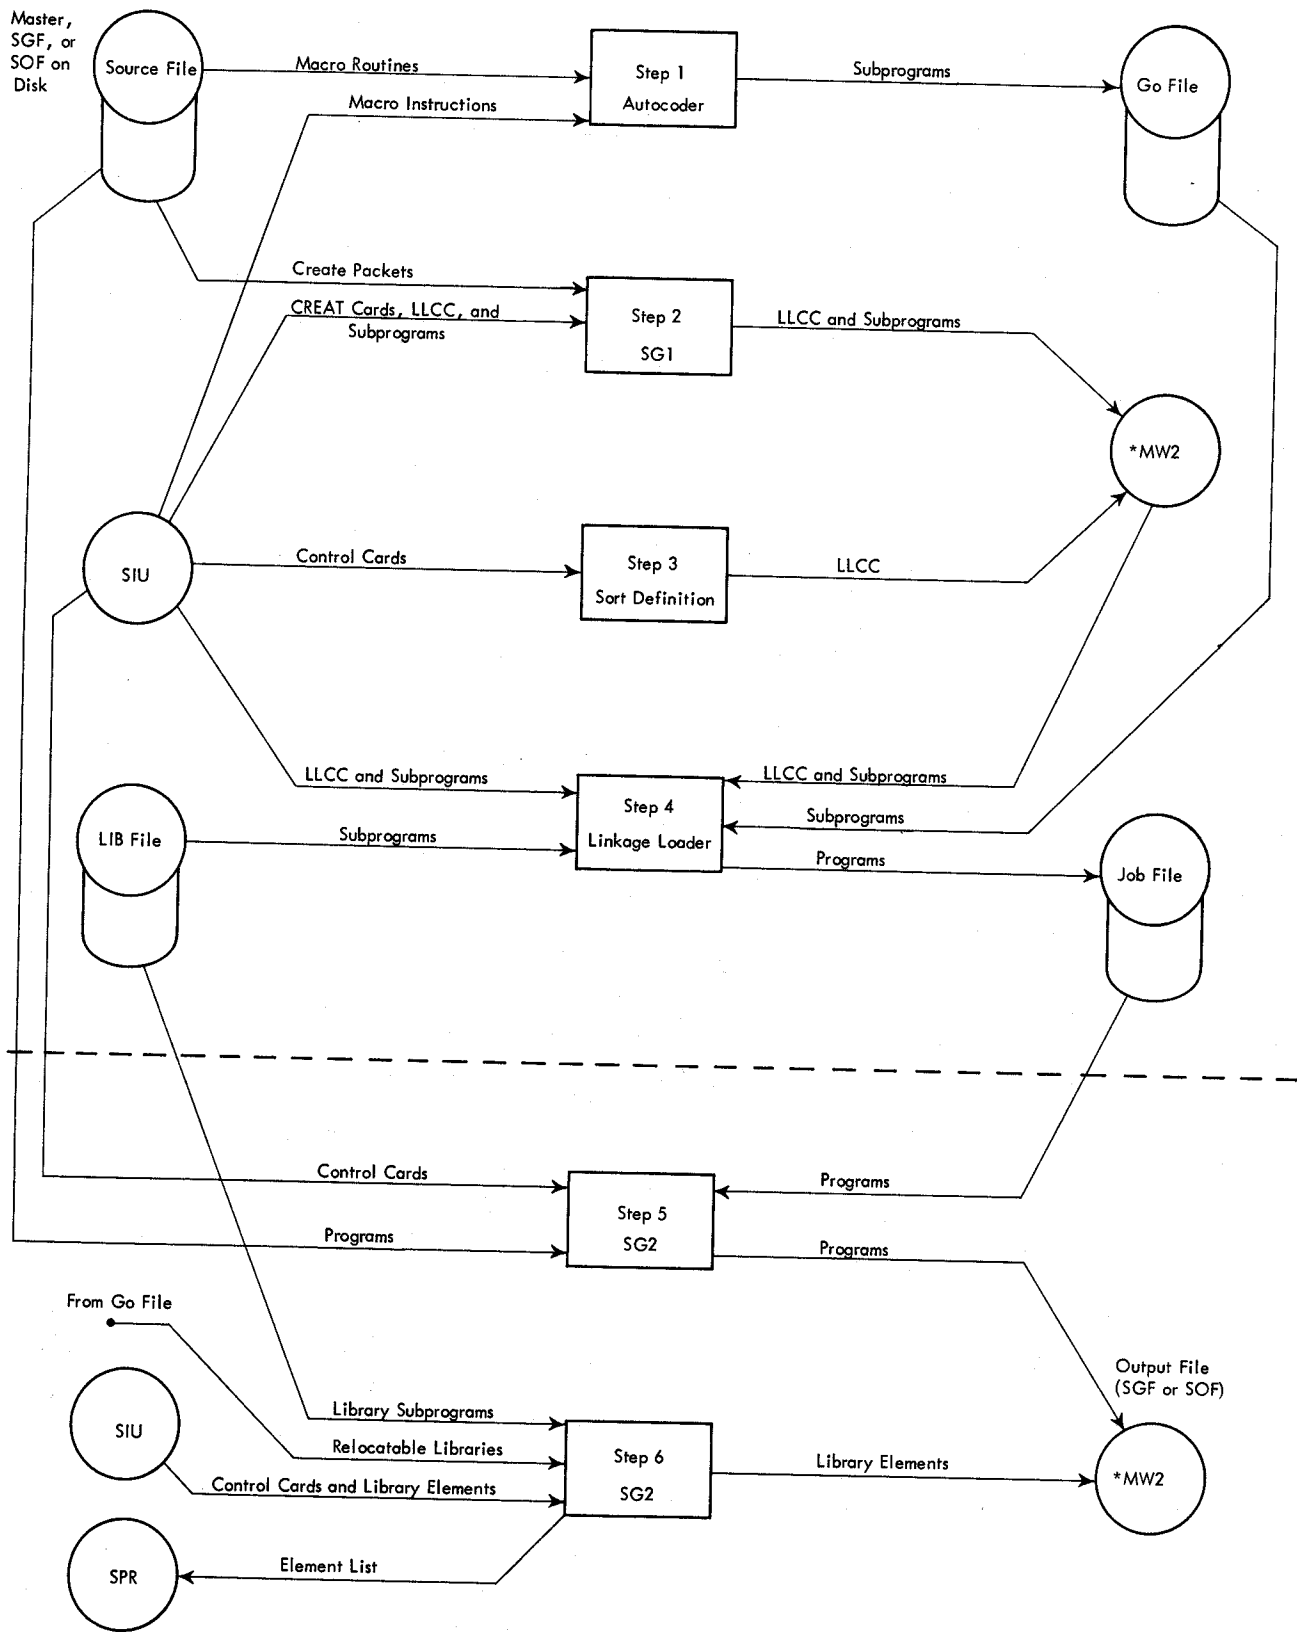 Master,
SGF, or
SOF on
Disk
Source File
Macro Routines
Macro Instructions
Step 1
Autocoder
Subprograms
Go File
Create Packets
CREAT Cards, LLCC, and
Subprograms
Step 2
SG1
LLCC and Subprograms
*MW2
SIU
Control Cards
Step 3
Sort Definition
LLCC
LLCC and Subprograms
LIB File
Subprograms
Step 4
Linkage Loader
LLCC and Subprograms
Subprograms
Programs
Job File
Control Cards
Programs
Step 5
SG2
Programs
Programs
From Go File
Output File
(SGF or SOF)
SIU
Library Subprograms
Relocatable Libraries
Control Cards and Library Elements
Step 6
SG2
Library Elements
*MW2
SPR
Element List